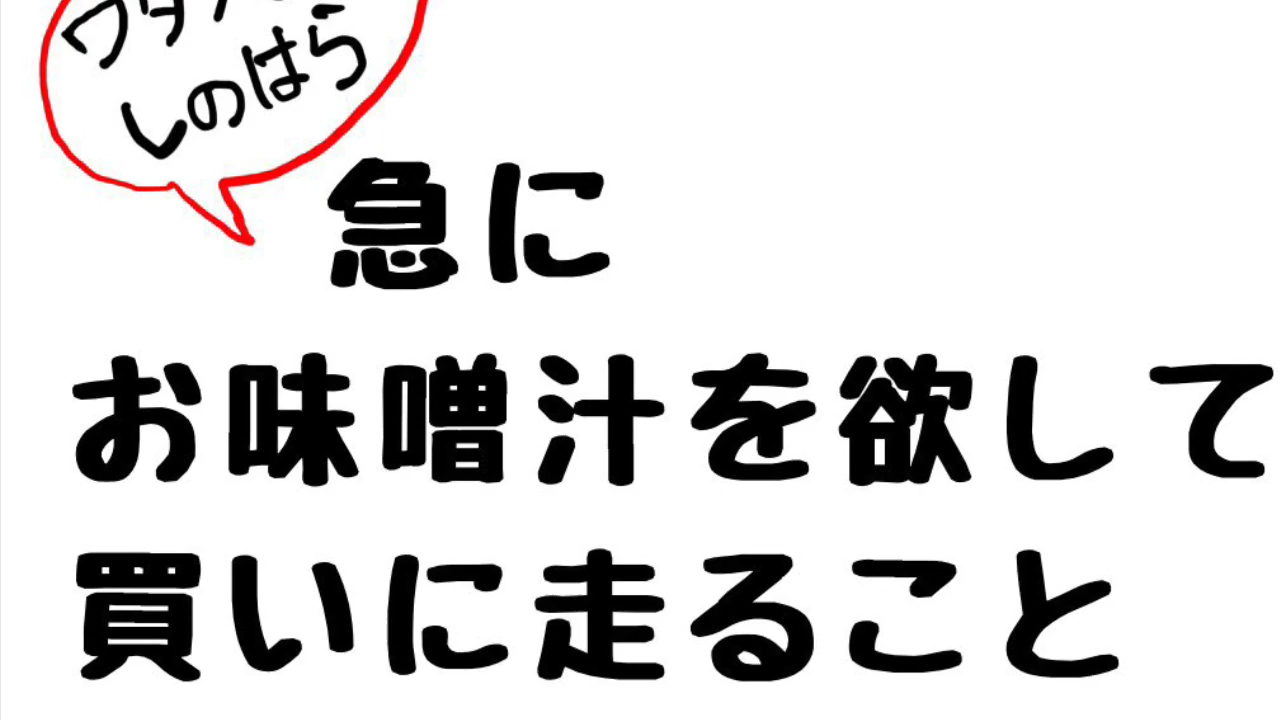 しのはら
急に
お味噌汁を欲して
買いに走ること